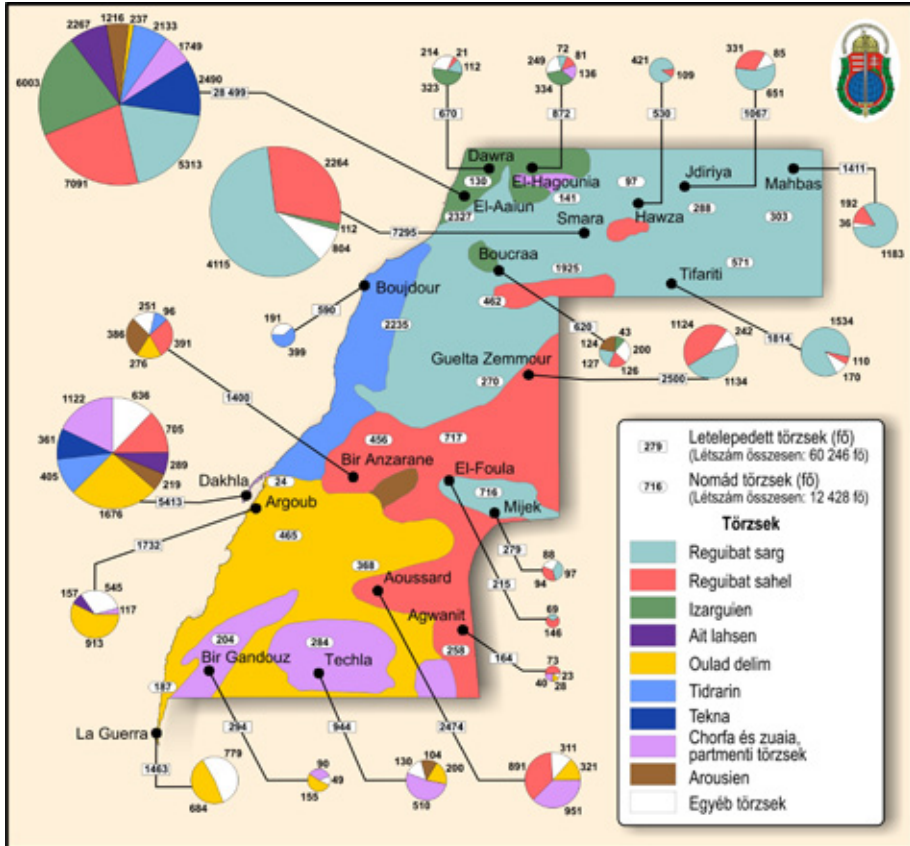 1216 237
2267 2133
1749
6003 2490
28 499
5313
7091
214 21
112
323
670
72
249 81
136
334
872
421
109
530
331 85
651
1067
2264
112
804
4115
7295
Dawra
130
El-Hagounia
141
El-Aaiun
2327
97
Jdiriya
Mahbas
1411
Hawza
288
303
Smara
192
36
1183
Boucraa
1925
571
Tifariti
Boujdour
590
191
399
2235
462
620
43
124 200
127 126
1124 242
1134
2500
1534
110
170
1814
Guelta Zemmour
270
251 96
386 391
276
1400
1122 636
361 705
289
405 219
1676
5413
456
717
Bir Anzarane
El-Foula
Dakhla
24
Argoub
716
Mijek
465
1732
279
88
94 97
368
Aoussard
215
69
146
157 545
117
913
Agwanit
258
164
73
23
40 28
204
Bir Gandouz
284
Techla
187
La Guerra
1463
779
684
294
90
49
155
944
104
130 200
510
2474
311
891 321
951
279 Letelepedett törzsek (fő)
(Létszám összesen: 60 246 fő)
716 Nomád törzsek (fő)
(Létszám összesen: 12 428 fő)
Törzsek
Reguibat sarg
Reguibat sahel
Izarguien
Ait lahsen
Oulad delim
Tidrarin
Tekna
Chorfa és zuaia,
partmenti törzsek
Arousien
Egyéb törzsek